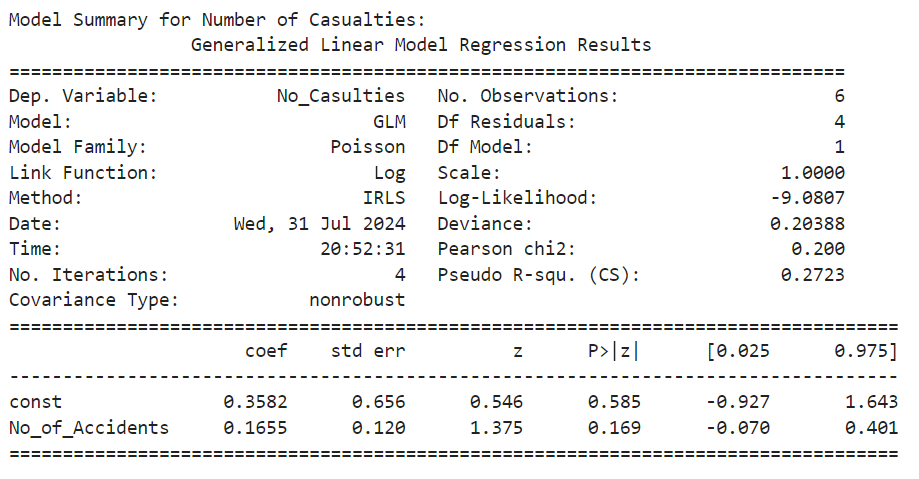 Model Summary for Number of Casualties:
                 Generalized Linear Model Regression Results
==============================================================================
Dep. Variable:           No_Casulties   No. Observations:                    6
Model:                            GLM   Df Residuals:                        4
Model Family:                 Poisson   Df Model:                            1
Link Function:                    Log   Scale:                          1.0000
Method:                          IRLS   Log-Likelihood:                -9.0807
Date:                Wed, 31 Jul 2024   Deviance:                      0.20388
Time:                        20:52:31   Pearson chi2:                    0.200
No. Iterations:                     4   Pseudo R-squ. (CS):             0.2723
Covariance Type:            nonrobust
===================================================================================
                      coef    std err          z      P>|z|      [0.025      0.975]
-----------------------------------------------------------------------------------
const               0.3582      0.656      0.546      0.585      -0.927       1.643
No_of_Accidents     0.1655      0.120      1.375      0.169      -0.070       0.401
===================================================================================